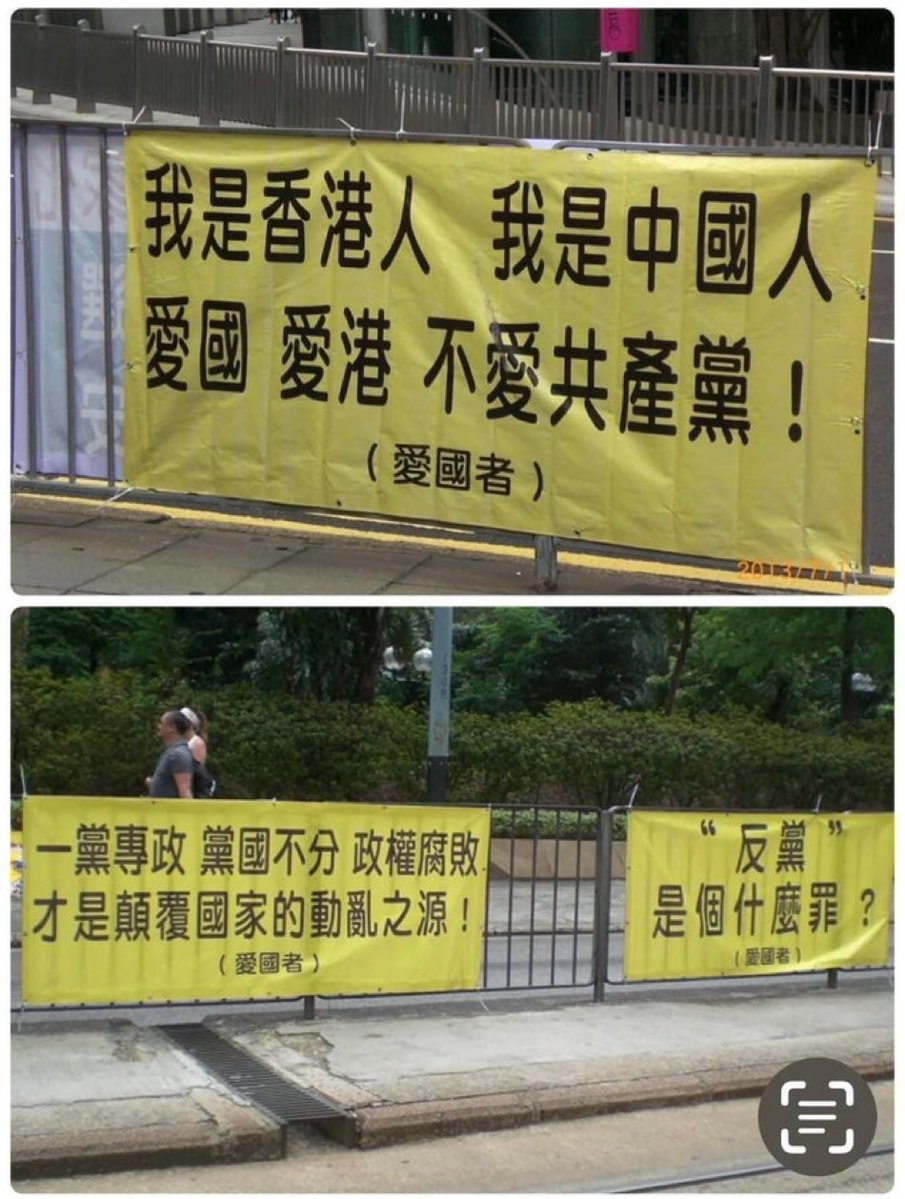 我是香港人 我是中國人
愛國 愛港 不愛共產黨！
（愛國者）
2013/7/1
一黨專政 黨國不分 政權腐敗
才是顛覆國家的動亂之源！
（愛國者）
“反黨”
是個什麼罪？
（愛國者）